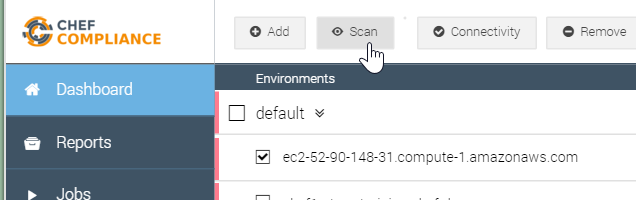 CHEF
COMPLIANCE
Add
Scan
Connectivity
Remove
Dashboard
Reports
Jobs
Environments
default
ec2-52-90-148-31.compute-1.amazonaws.com